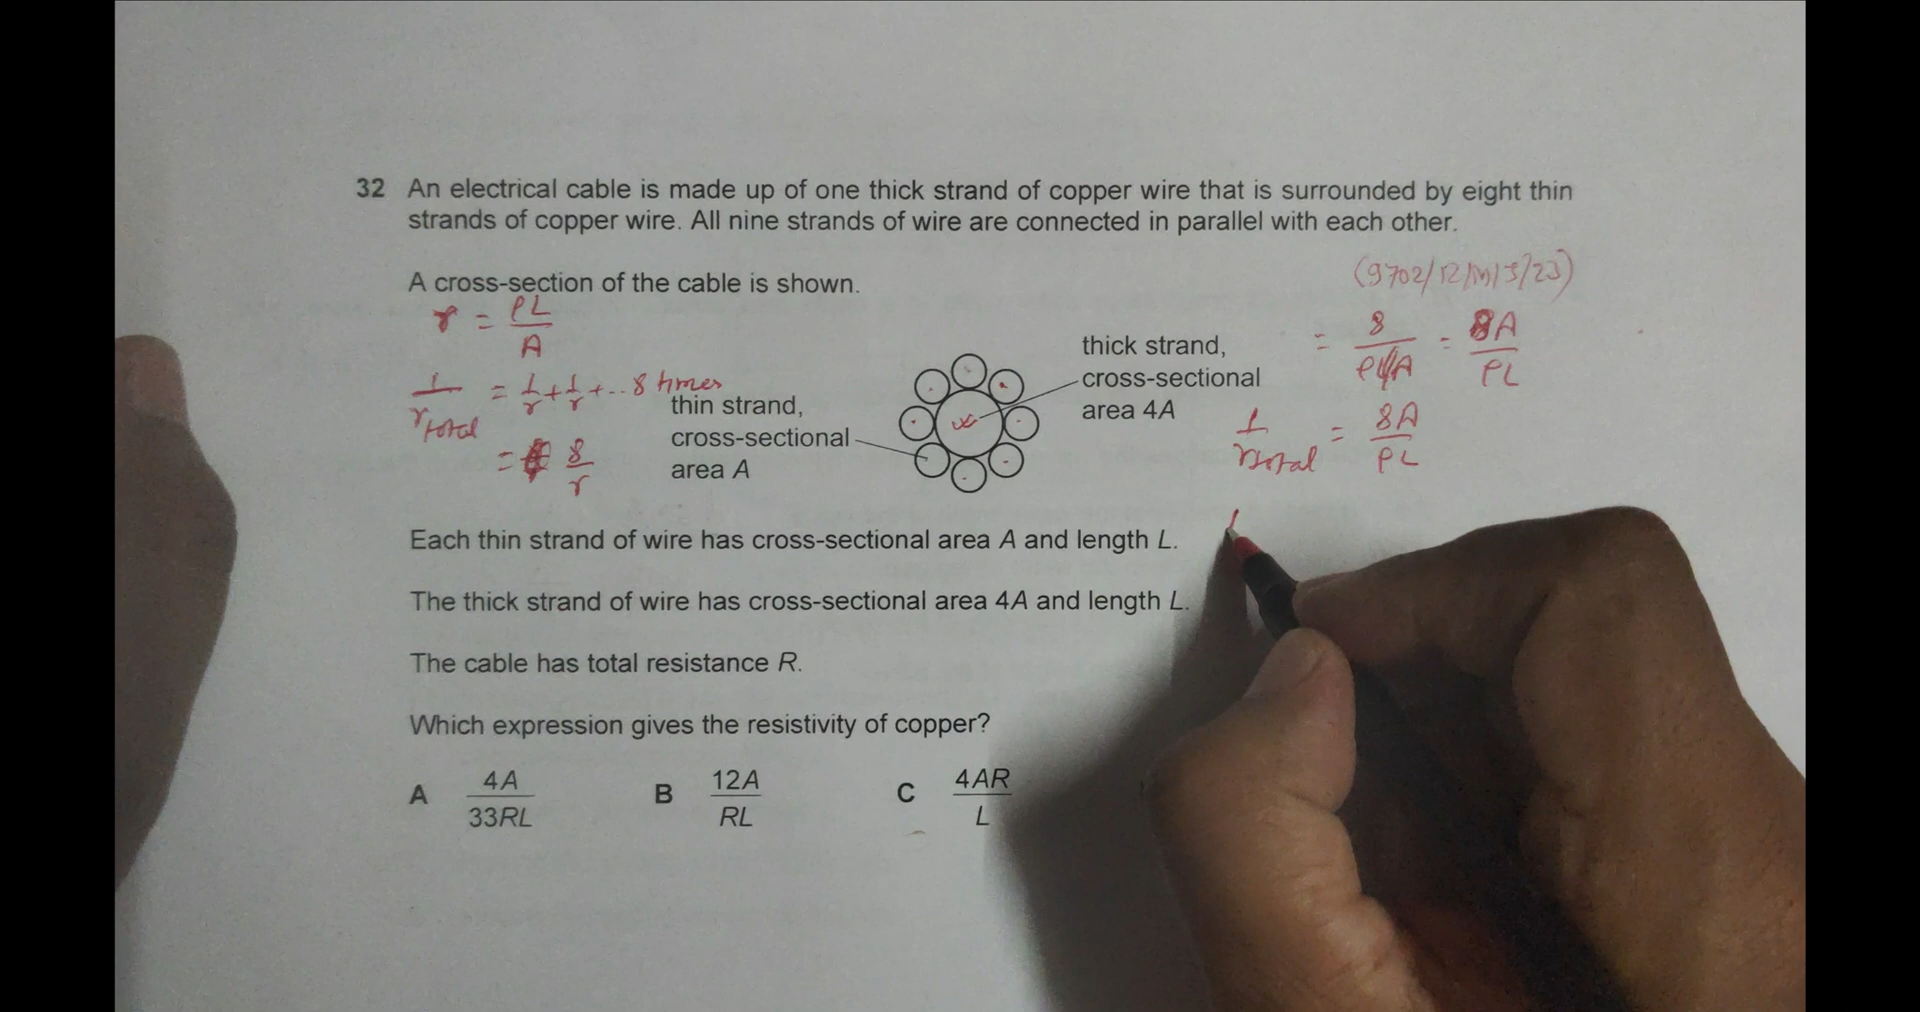 32 An electrical cable is made up of one thick strand of copper wire that is surrounded by eight thin
strands of copper wire. All nine strands of wire are connected in parallel with each other.
(9702/12/M/J/23)
A cross-section of the cable is shown.
r = ρL/A
1/r total = 1/r + 1/r + .. 8 times
= 8/r
thin strand,
cross-sectional
area A
thick strand,
cross-sectional
area 4A
= 8/ρL/A = 8A/ρL
1/r total = 8A/ρL
Each thin strand of wire has cross-sectional area A and length L.
The thick strand of wire has cross-sectional area 4A and length L.
The cable has total resistance R.
Which expression gives the resistivity of copper?
A 4A/33RL B 12A/RL C 4AR/L